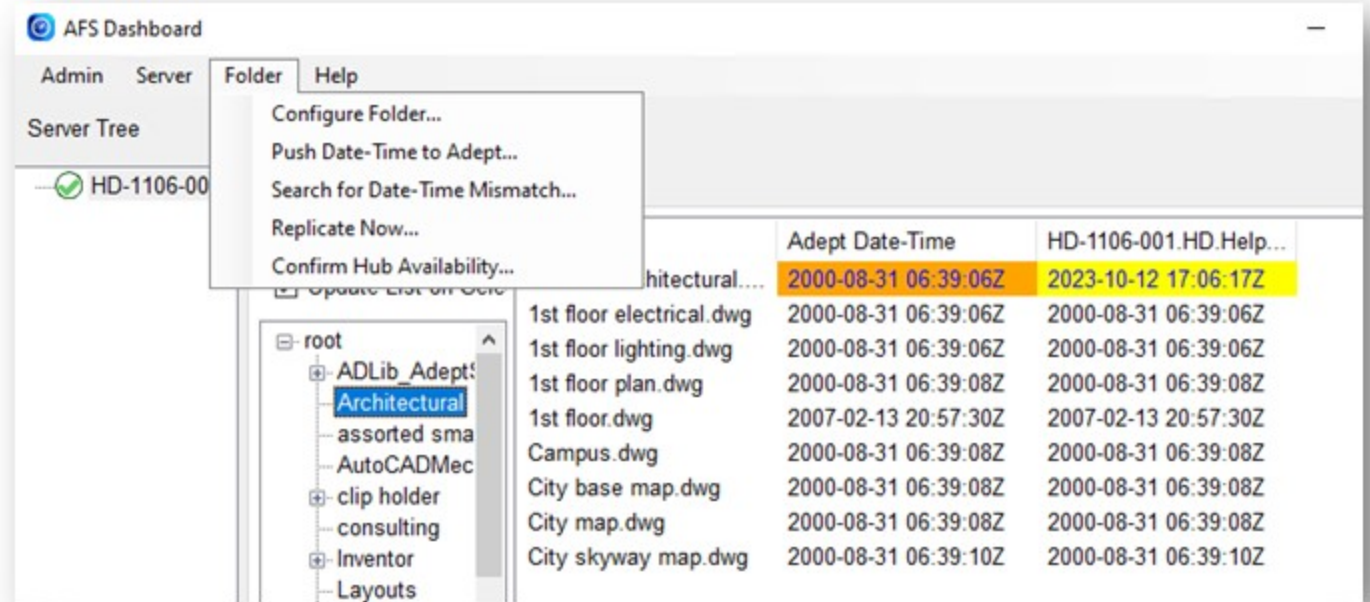 AFS Dashboard
Admin Server Folder Help
Configure Folder...
Push Date-Time to Adept...
Search for Date-Time Mismatch...
Replicate Now...
Confirm Hub Availability...
Server Tree
HD-1106-00
root
ADLib_Adept
Architectural
assorted sma
AutoCADMec
clip holder
consulting
Inventor
Layouts
Adept Date-Time HD-1106-001.HD.Help...
hitectural.... 2000-08-31 06:39:06Z 2023-10-12 17:06:17Z
1st floor electrical.dwg 2000-08-31 06:39:06Z 2000-08-31 06:39:06Z
1st floor lighting.dwg 2000-08-31 06:39:06Z 2000-08-31 06:39:06Z
1st floor plan.dwg 2000-08-31 06:39:08Z 2000-08-31 06:39:08Z
1st floor.dwg 2007-02-13 20:57:30Z 2007-02-13 20:57:30Z
Campus.dwg 2000-08-31 06:39:08Z 2000-08-31 06:39:08Z
City base map.dwg 2000-08-31 06:39:08Z 2000-08-31 06:39:08Z
City map.dwg 2000-08-31 06:39:08Z 2000-08-31 06:39:08Z
City skyway map.dwg 2000-08-31 06:39:10Z 2000-08-31 06:39:10Z